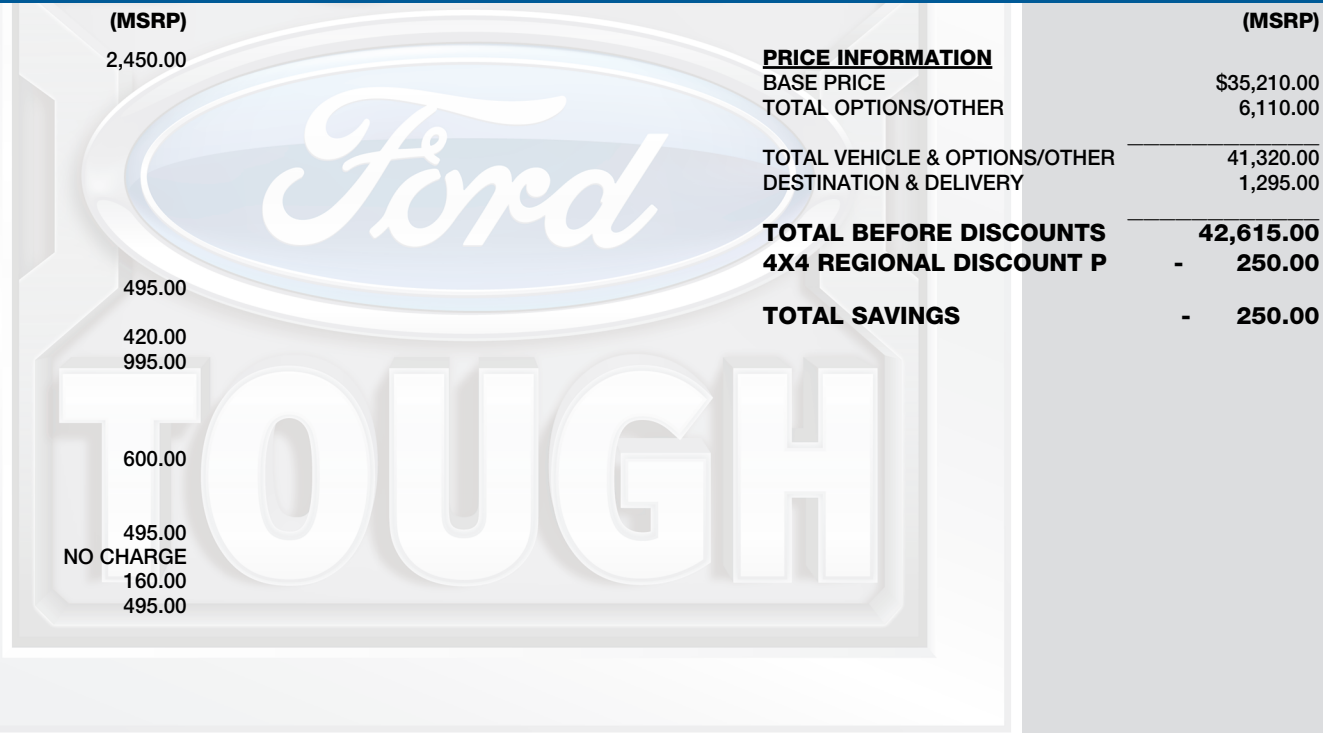 (MSRP)
2,450.00
495.00
420.00
995.00
600.00
495.00
NO CHARGE
160.00
495.00
Ford
TOUGH
(MSRP)
PRICE INFORMATION
BASE PRICE $35,210.00
TOTAL OPTIONS/OTHER 6,110.00
TOTAL VEHICLE & OPTIONS/OTHER 41,320.00
DESTINATION & DELIVERY 1,295.00
TOTAL BEFORE DISCOUNTS 42,615.00
4X4 REGIONAL DISCOUNT P - 250.00
TOTAL SAVINGS - 250.00